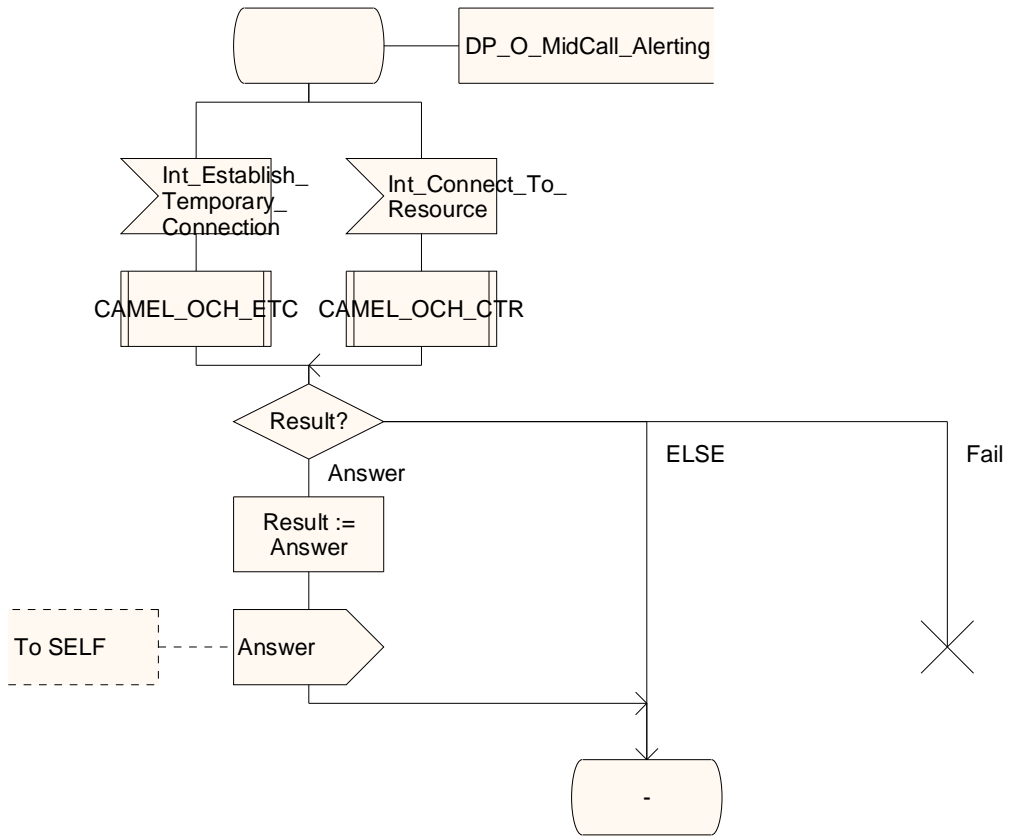 DP_O_MidCall_Alerting
Int_Establish_
Temporary_
Connection
Int_Connect_To_
Resource
CAMEL_OCH_ETC
CAMEL_OCH_CTR
Result?
ELSE
Fail
Answer
Result :=
Answer
To SELF
Answer
-